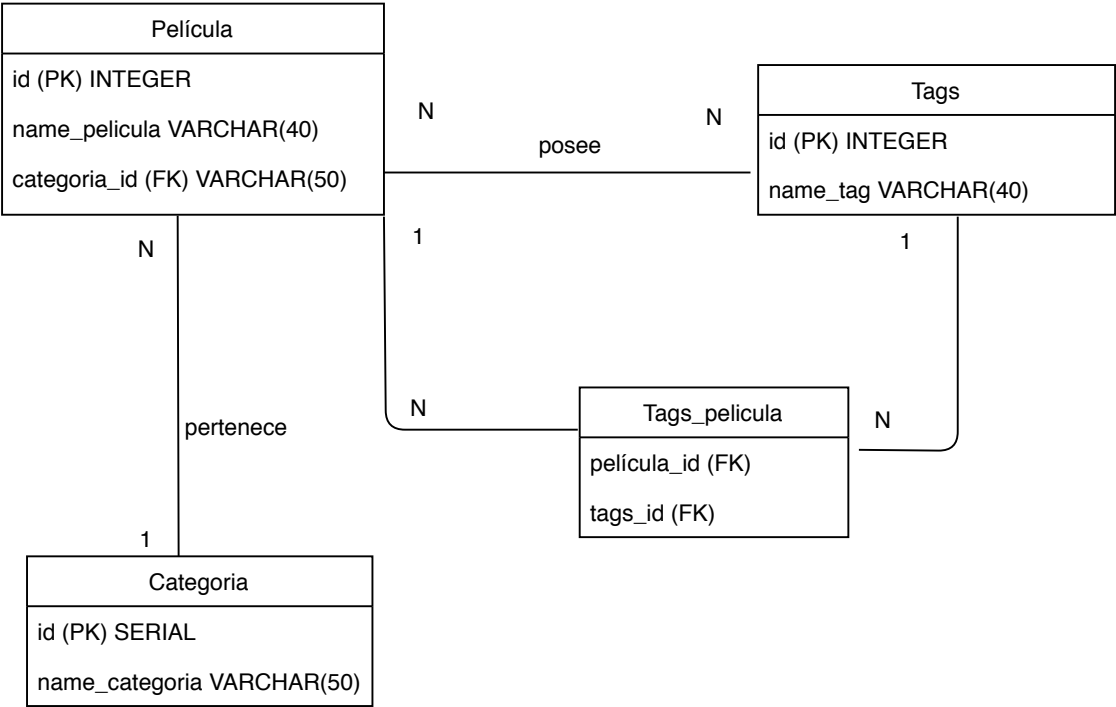 Película
id (PK) INTEGER
name_pelicula VARCHAR(40)
categoria_id (FK) VARCHAR(50)
N
N
posee
Tags
id (PK) INTEGER
name_tag VARCHAR(40)
N
1
1
pertenece
N
N
Tags_pelicula
película_id (FK)
tags_id (FK)
1
Categoria
id (PK) SERIAL
name_categoria VARCHAR(50)